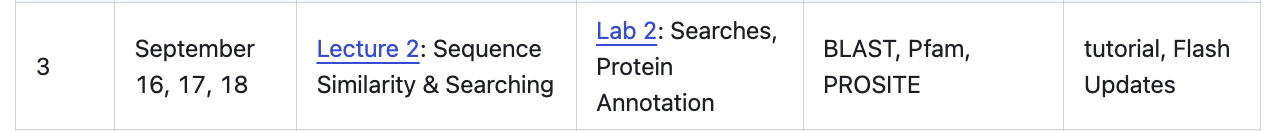 3
September
16, 17, 18
Lecture 2: Sequence
Similarity & Searching
Lab 2: Searches,
Protein
Annotation
BLAST, Pfam,
PROSITE
tutorial, Flash
Updates